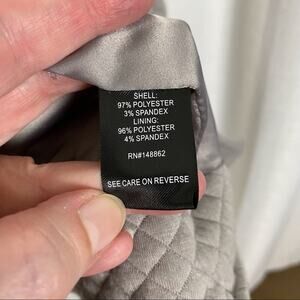 SHELL:
97% POLYESTER
3% SPANDEX
LINING:
96% POLYESTER
4% SPANDEX
RN#148862
SEE CARE ON REVERSE